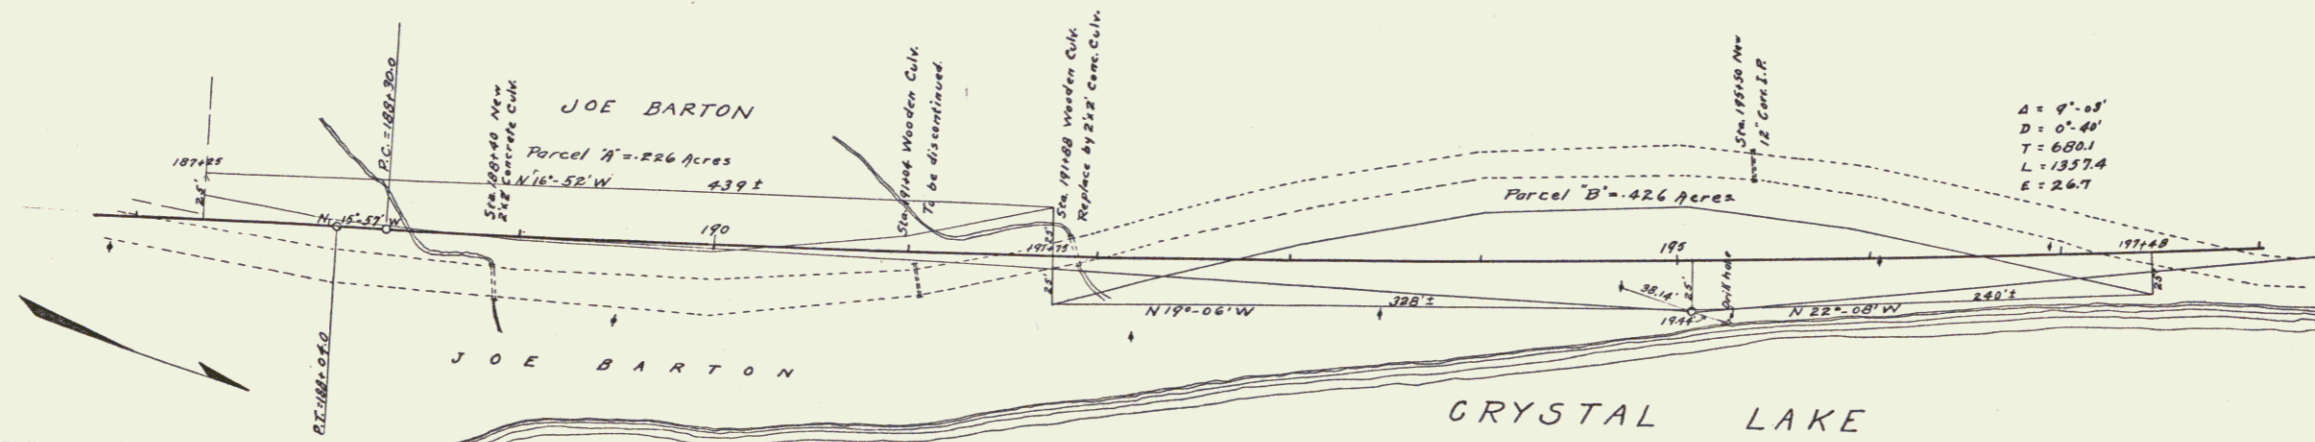 187+25
25'
P.C.=188+30.0
P.T.=188+04.0
JOE BARTON
Sta. 188+40 New
2'x2' Concrete Culv.
Parcel "A"=.226 Acres
N 16°-52' W
439 ±
N-15°-57'-W
190
Sta. 191+04 Wooden Culv.
To be discontinued.
Sta. 191+88 Wooden Culv.
Replace by 2'x2' Conc. Culv.
25'
25'
Sta. 195+50 New
12" Corr. I.P.
Parcel "B"=.426 Acres
195
197+48
25'
25'
38.14'
Drill hole
N 19°-06' W
328' ±
N 22°-08' W
240' ±
Δ = 9°-03'
D = 0°-40'
T = 680.1
L = 1357.4
E = 26.7
JOE BARTON
CRYSTAL LAKE